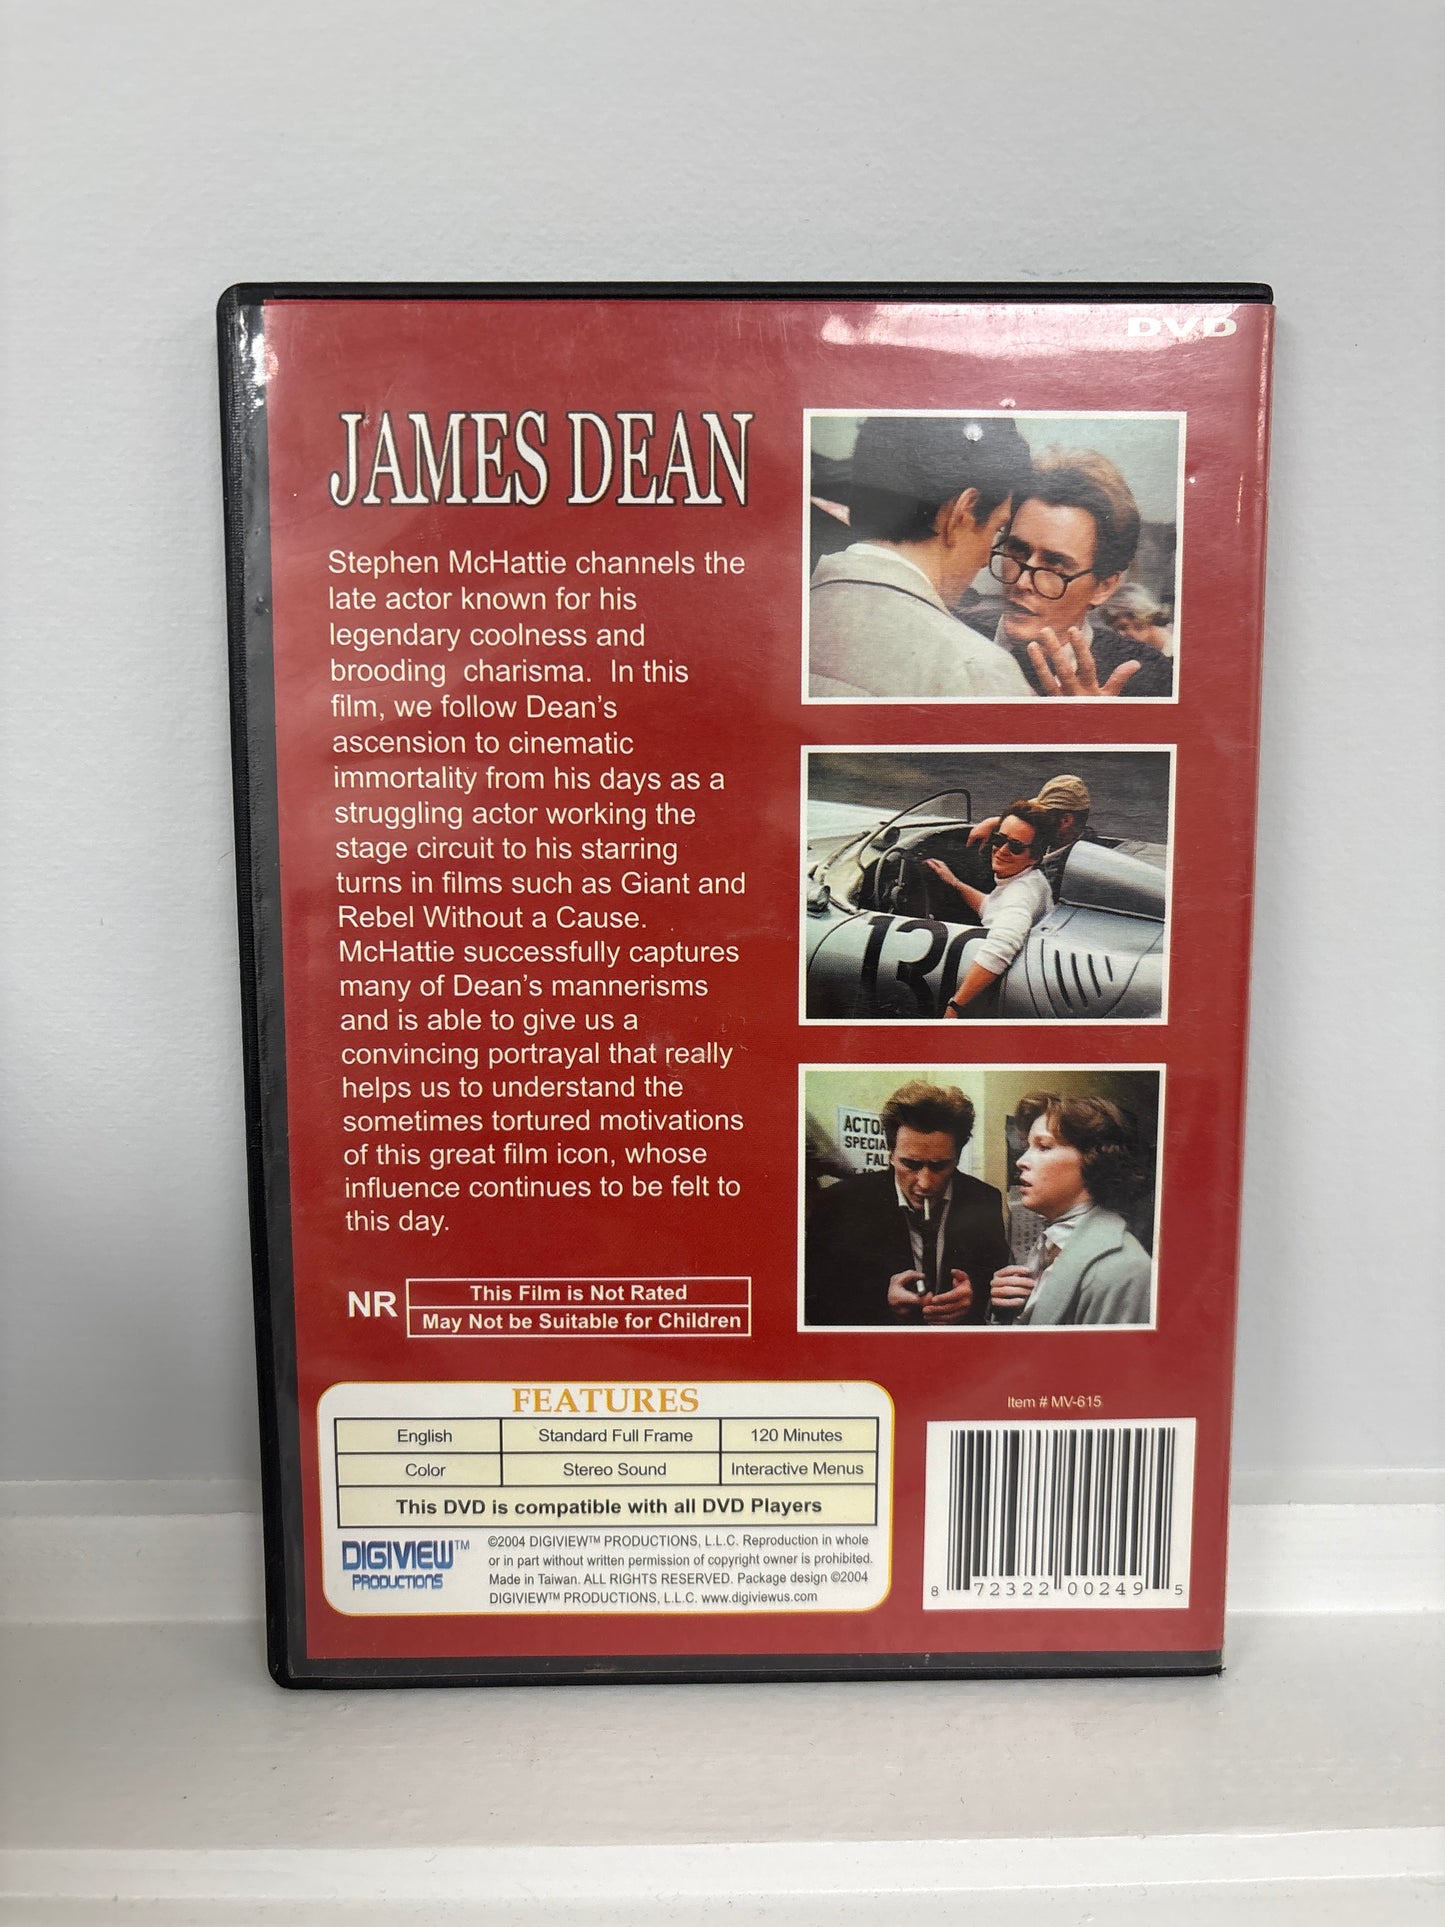 DVD
JAMES DEAN
Stephen McHattie channels the
late actor known for his
legendary coolness and
brooding charisma. In this
film, we follow Dean's
ascension to cinematic
immortality from his days as a
struggling actor working the
stage circuit to his starring
turns in films such as Giant and
Rebel Without a Cause.
McHattie successfully captures
many of Dean's mannerisms
and is able to give us a
convincing portrayal that really
helps us to understand the
sometimes tortured motivations
of this great film icon, whose
influence continues to be felt to
this day.
130
ACTO
SPECIA
FAL
NR
This Film is Not Rated
May Not be Suitable for Children
FEATURES
English Standard Full Frame 120 Minutes
Color Stereo Sound Interactive Menus
This DVD is compatible with all DVD Players
DIGIVIEW™
PRODUCTIONS
©2004 DIGIVIEW™ PRODUCTIONS, L.L.C. Reproduction in whole
or in part without written permission of copyright owner is prohibited.
Made in Taiwan. ALL RIGHTS RESERVED. Package design ©2004
DIGIVIEW™ PRODUCTIONS, L.L.C. www.digiviewus.com
Item # MV-615
8 72322 00249 5